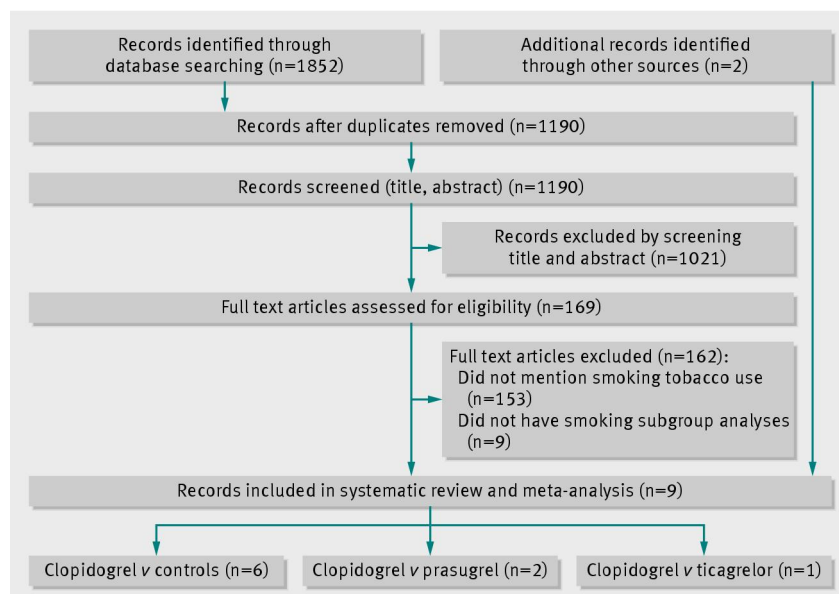 Records identified through
database searching (n=1852)
Additional records identified
through other sources (n=2)
Records after duplicates removed (n=1190)
Records screened (title, abstract) (n=1190)
Records excluded by screening
title and abstract (n=1021)
Full text articles assessed for eligibility (n=169)
Full text articles excluded (n=162):
Did not mention smoking tobacco use
(n=153)
Did not have smoking subgroup analyses
(n=9)
Records included in systematic review and meta-analysis (n=9)
Clopidogrel v controls (n=6)
Clopidogrel v prasugrel (n=2)
Clopidogrel v ticagrelor (n=1)